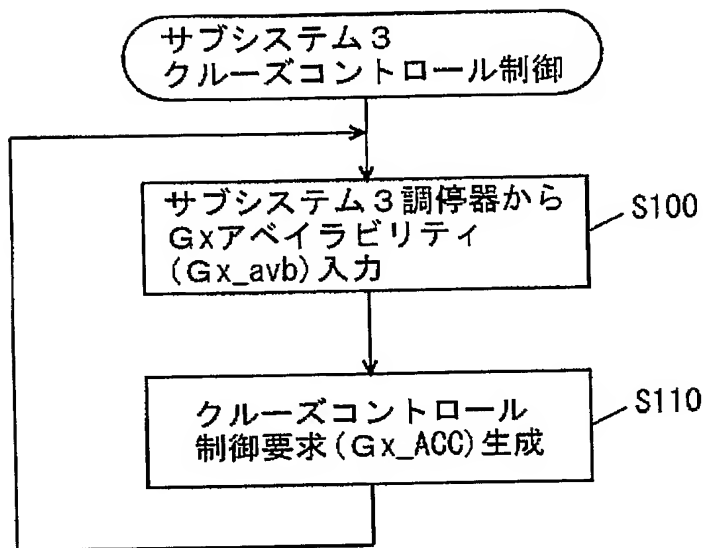 サブシステム３
クルーズコントロール制御
サブシステム３調停器から
Ｇxアベイラビリティ
(Ｇx_avb)入力
S100
クルーズコントロール
制御要求(Ｇx_ACC)生成
S110